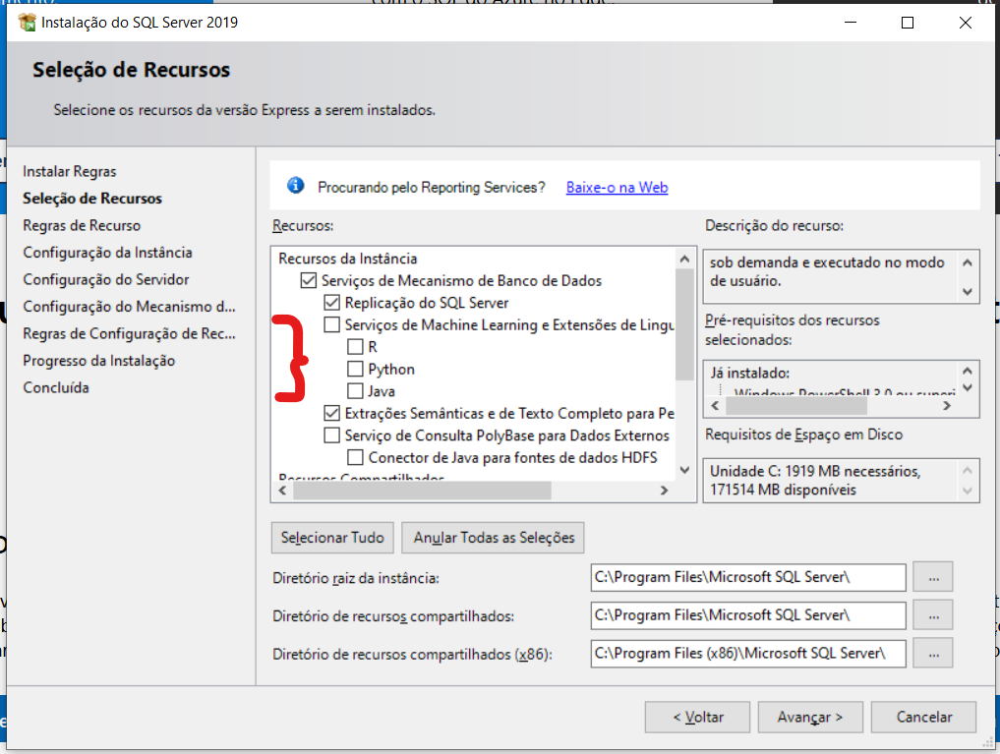 com o SQL do Azure no Edge.
Instalação do SQL Server 2019
Seleção de Recursos
Selecione os recursos da versão Express a serem instalados.
Instalar Regras
Seleção de Recursos
Regras de Recurso
Configuração da Instância
Configuração do Servidor
Configuração do Mecanismo d...
Regras de Configuração de Rec...
Progresso da Instalação
Concluída
Procurando pelo Reporting Services? Baixe-o na Web
Recursos:
Recursos da Instância
Serviços de Mecanismo de Banco de Dados
Replicação do SQL Server
Serviços de Machine Learning e Extensões de Lingu
R
Python
Java
Extrações Semânticas e de Texto Completo para Pe
Serviço de Consulta PolyBase para Dados Externos
Conector de Java para fontes de dados HDFS
Recursos Compartilhados
Descrição do recurso:
sob demanda e executado no modo
de usuário.
Pré-requisitos dos recursos
selecionados:
Já instalado:
Windows PowerShell 3.0 ou superi
Requisitos de Espaço em Disco
Unidade C: 1919 MB necessários,
171514 MB disponíveis
Selecionar Tudo
Anular Todas as Seleções
Diretório raiz da instância:
C:\Program Files\Microsoft SQL Server\
...
Diretório de recursos compartilhados:
C:\Program Files\Microsoft SQL Server\
...
Diretório de recursos compartilhados (x86):
C:\Program Files (x86)\Microsoft SQL Server\
...
< Voltar
Avançar >
Cancelar